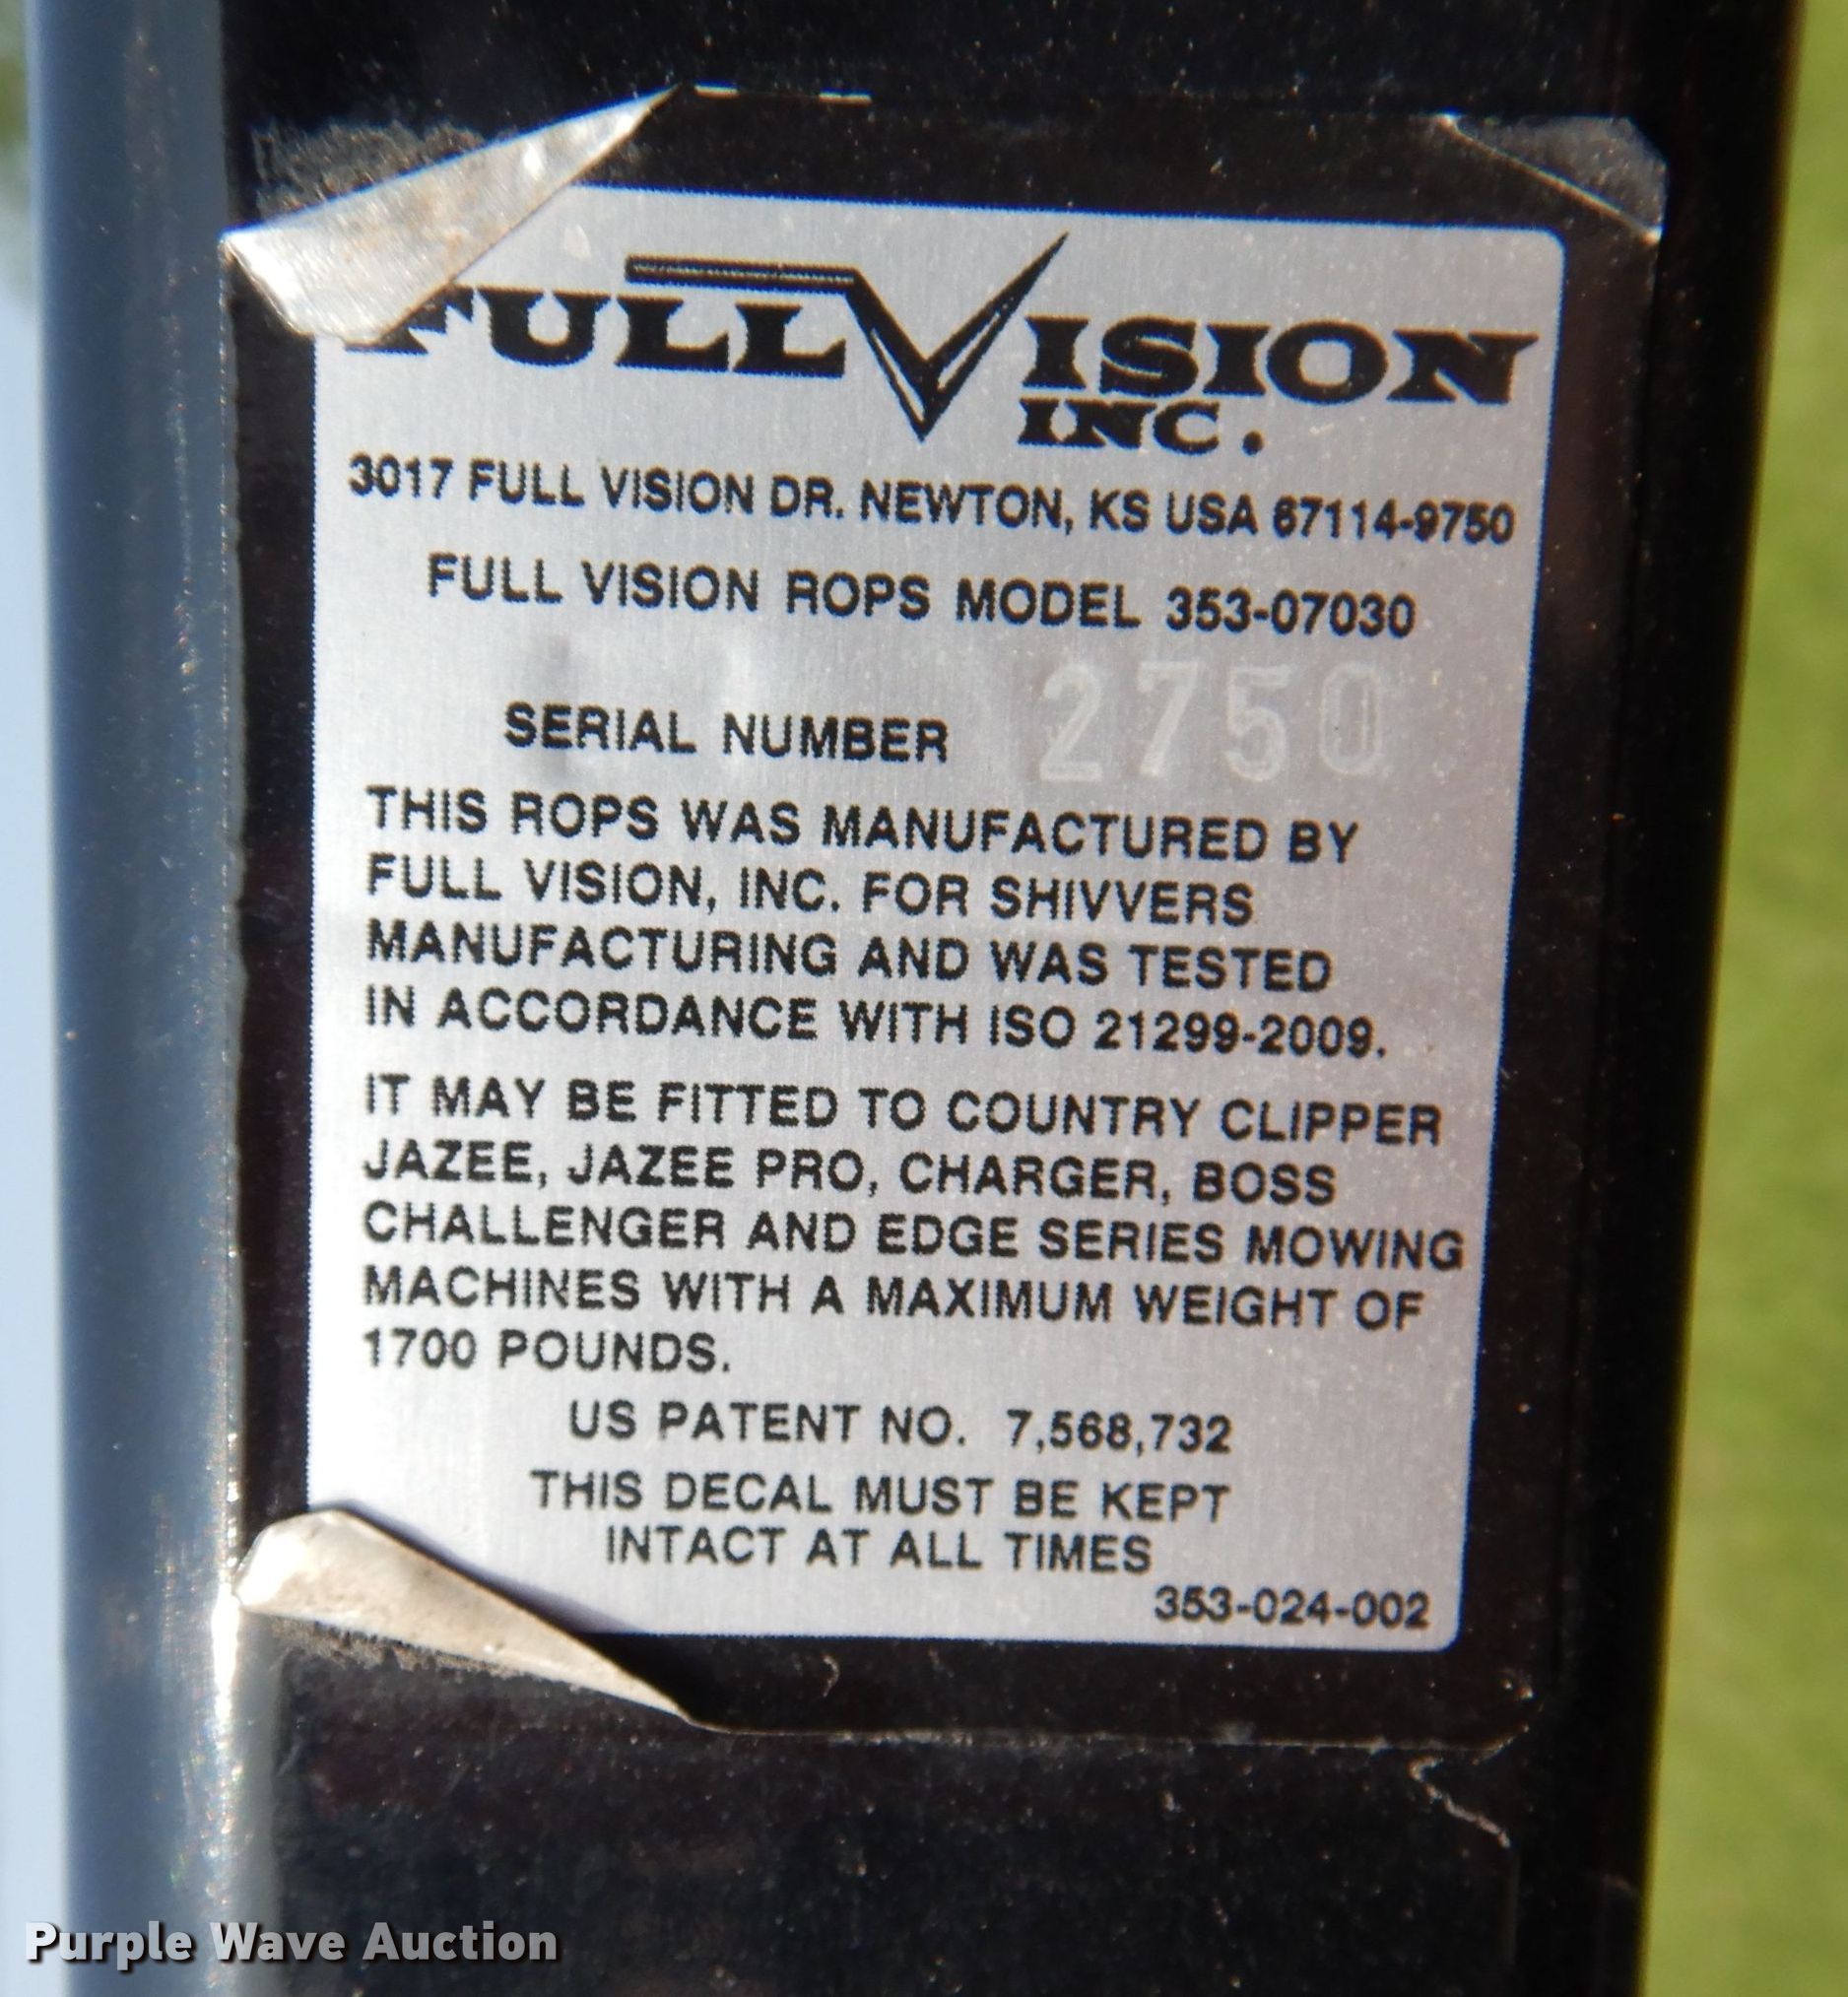 FULL VISION
INC.
3017 FULL VISION DR. NEWTON, KS USA 67114-9750
FULL VISION ROPS MODEL 353-07030
SERIAL NUMBER 2750
THIS ROPS WAS MANUFACTURED BY
FULL VISION, INC. FOR SHIVVERS
MANUFACTURING AND WAS TESTED
IN ACCORDANCE WITH ISO 21299-2009.
IT MAY BE FITTED TO COUNTRY CLIPPER
JAZEE, JAZEE PRO, CHARGER, BOSS
CHALLENGER AND EDGE SERIES MOWING
MACHINES WITH A MAXIMUM WEIGHT OF
1700 POUNDS.
US PATENT NO. 7,568,732
THIS DECAL MUST BE KEPT
INTACT AT ALL TIMES
353-024-002
Purple Wave Auction